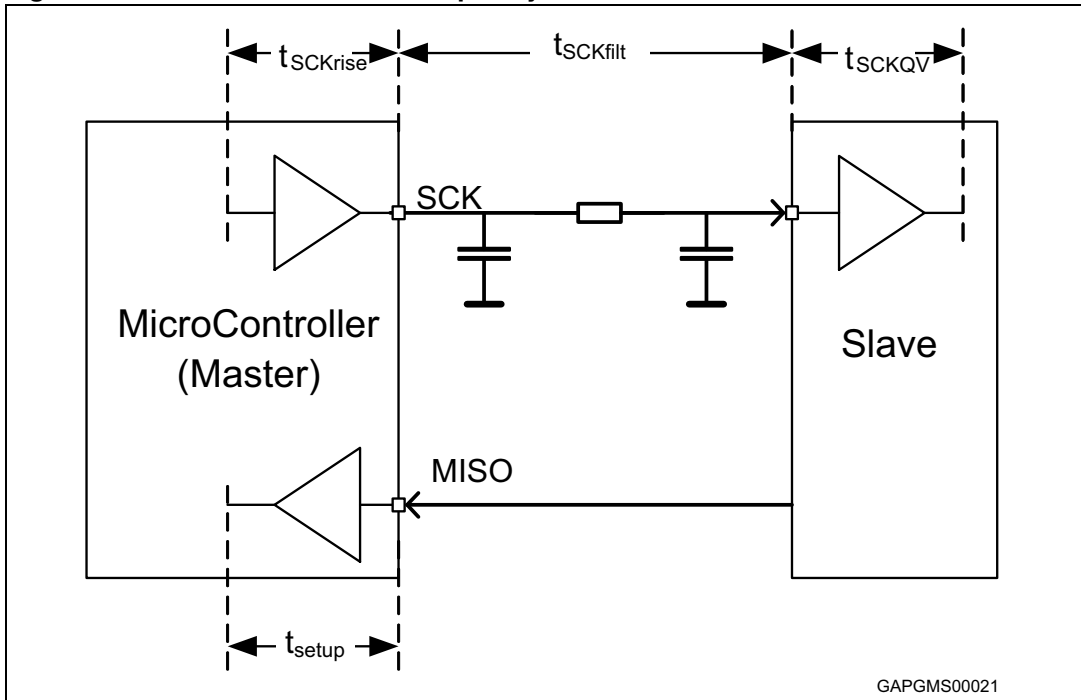 tSCKrise
tSCKfilt
tSCKQV
SCK
MicroController
(Master)
Slave
MISO
tsetup
GAPGMS00021